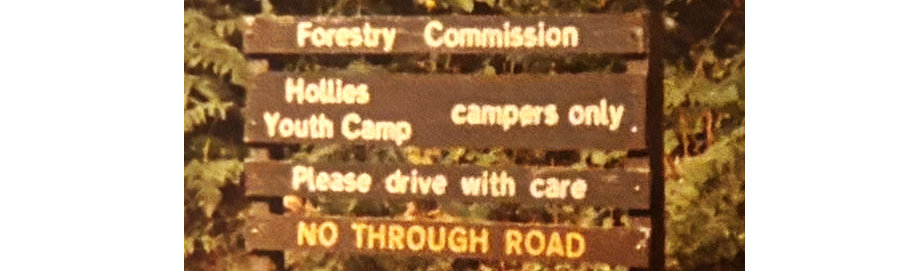 Forestry Commission
Hollies
Youth Camp campers only
Please drive with care
NO THROUGH ROAD